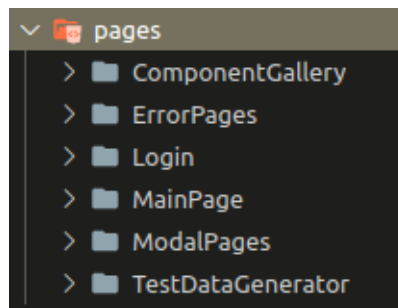 pages
ComponentGallery
ErrorPages
Login
MainPage
ModalPages
TestDataGenerator